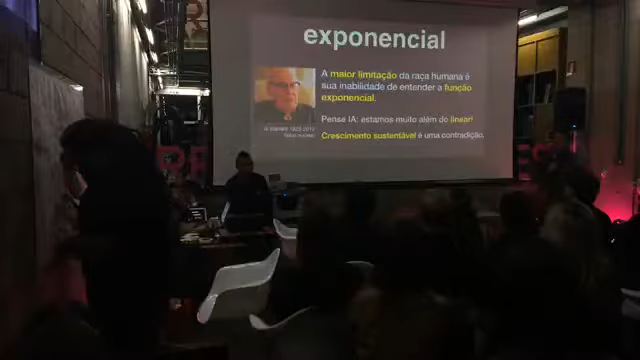 exponencial
A maior limitação da raça humana é
sua inabilidade de entender a função
exponencial.
Pense IA: estamos muito além do linear!
Crescimento sustentável é uma contradição.